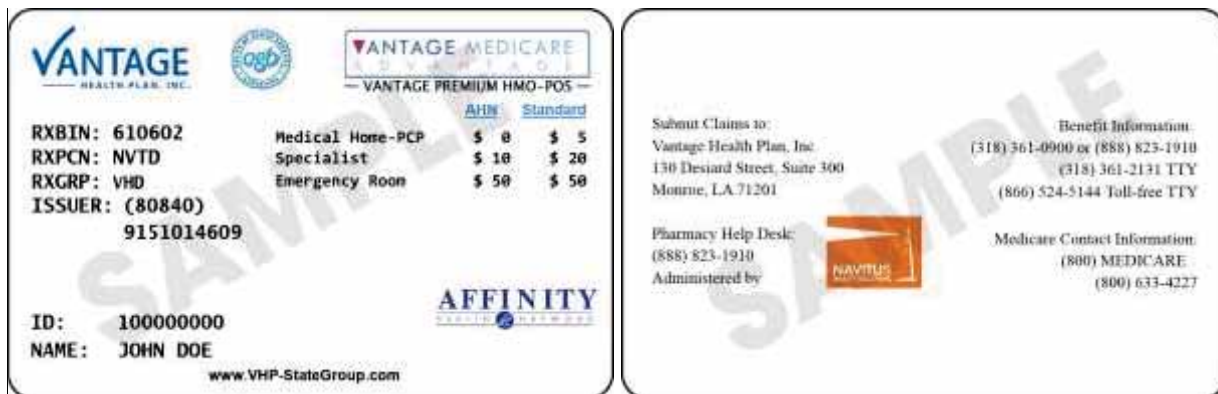 VANTAGE
HEALTH PLAN, INC.
ogb
VANTAGE MEDICARE
ADVANTAGE
VANTAGE PREMIUM HMO-POS
AHN Standard
RXBIN: 610602
RXPCN: NVTD
RXGRP: VHD
ISSUER: (80840)
9151014609
Medical Home-PCP $ 0 $ 5
Specialist $ 10 $ 20
Emergency Room $ 50 $ 50
SAMPLE
AFFINITY
HEALTH NETWORK
ID: 100000000
NAME: JOHN DOE
www.VHP-StateGroup.com
Submit Claims to:
Vantage Health Plan, Inc
130 Desiard Street, Suite 300
Monroe, LA 71201
Pharmacy Help Desk:
(888) 823-1910
Administered by
NAVITUS
Benefit Information:
(318) 361-0900 or (888) 823-1910
(318) 361-2131 TTY
(866) 524-5144 Toll-free TTY
Medicare Contact Information:
(800) MEDICARE
(800) 633-4227
SAMPLE